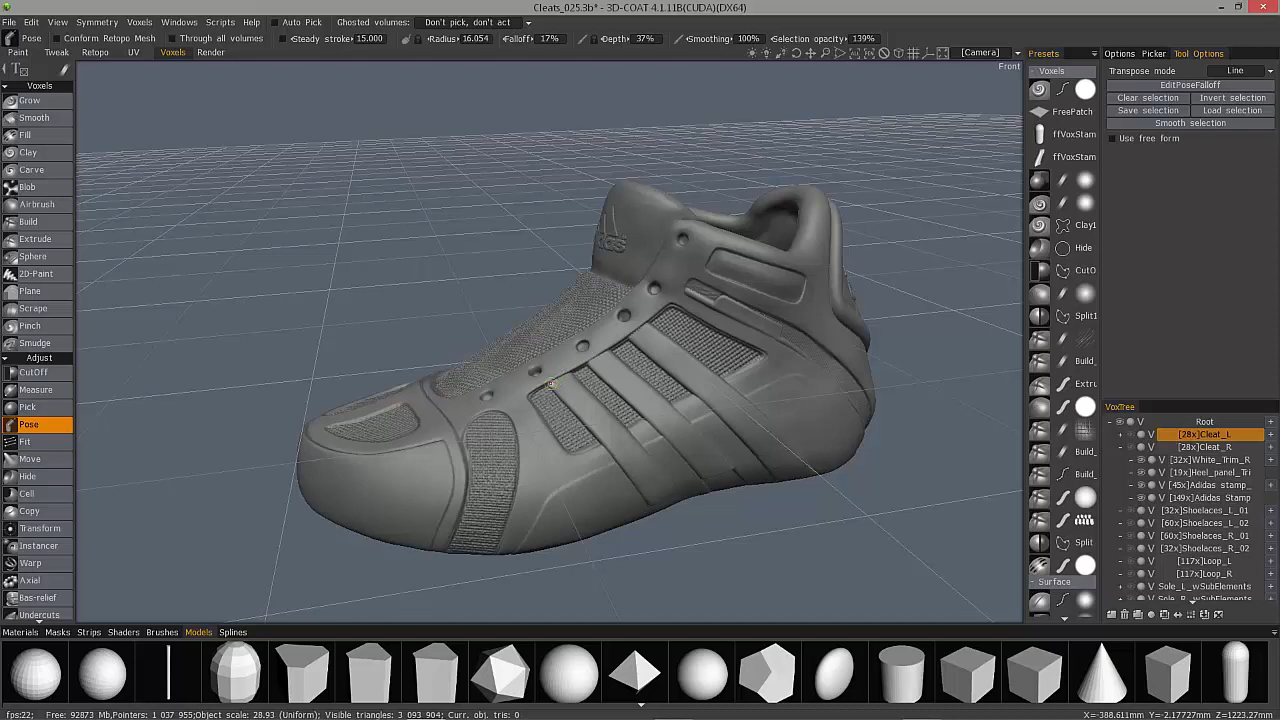 Cleats_025.3b* - 3D-COAT 4.1.11B(CUDA)(DX64)
File Edit View Symmetry Voxels Windows Scripts Help Auto Pick Ghosted volumes: Don't pick, don't act
Pose Conform Retopo Mesh Through all volumes Steady stroke 15.000 Radius 16.054 Falloff 17% Depth 37% Smoothing 100% Selection opacity 139%
Paint Tweak Retopo UV Voxels Render [Camera] Presets Options Picker Tool Options
Front
Voxels
Grow
Smooth
Fill
Clay
Carve
Blob
Airbrush
Build
Extrude
Sphere
2D-Paint
Plane
Scrape
Pinch
Smudge
Adjust
CutOff
Measure
Pick
Pose
Fit
Move
Hide
Cell
Copy
Transform
Instancer
Warp
Axial
Bas-relief
Undercuts
Voxels
FreePatch
ffVoxStam
ffVoxStam
Clay1
Hide
CutO
Split1
Build_
Extru
Build_
Build_
Split
Surface
Transpose mode Line
EditPoseFalloff
Clear selection Invert selection
Save selection Load selection
Smooth selection
Use free form
VoxTree
Root
V [28x]Cleat_L
V [28x]Cleat_R
V [32x]White_Trim_R
V [19x]Heel_panel_Tri
V [45x]Adidas stamp_
V [149x]Adidas Stamp
V [32x]Shoelaces_L_01
V [60x]Shoelaces_L_02
V [60x]Shoelaces_R_01
V [32x]Shoelaces_R_02
V [117x]Loop_L
V [117x]Loop_R
V Sole_L_wSubElements
V Sole_R_wSubElements
Materials Masks Strips Shaders Brushes Models Splines
fps:22; Free: 92873 Mb,Pointers: 1 037 955;Object scale: 28.93 (Uniform); Visible triangles: 3 093 904; Curr. obj. tris: 0 X=-388.611mm Y=-2.17727mm Z=1223.27mm